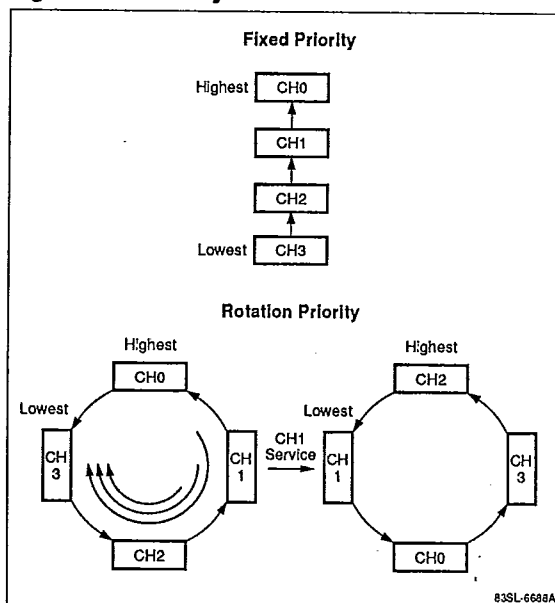 Fixed Priority
Highest
CH0
CH1
CH2
Lowest
CH3
Rotation Priority
Highest
CH0
Lowest
CH
3
CH
1
CH2
CH1
Service
Highest
CH2
Lowest
CH
1
CH
3
CH0
83SL-6688A